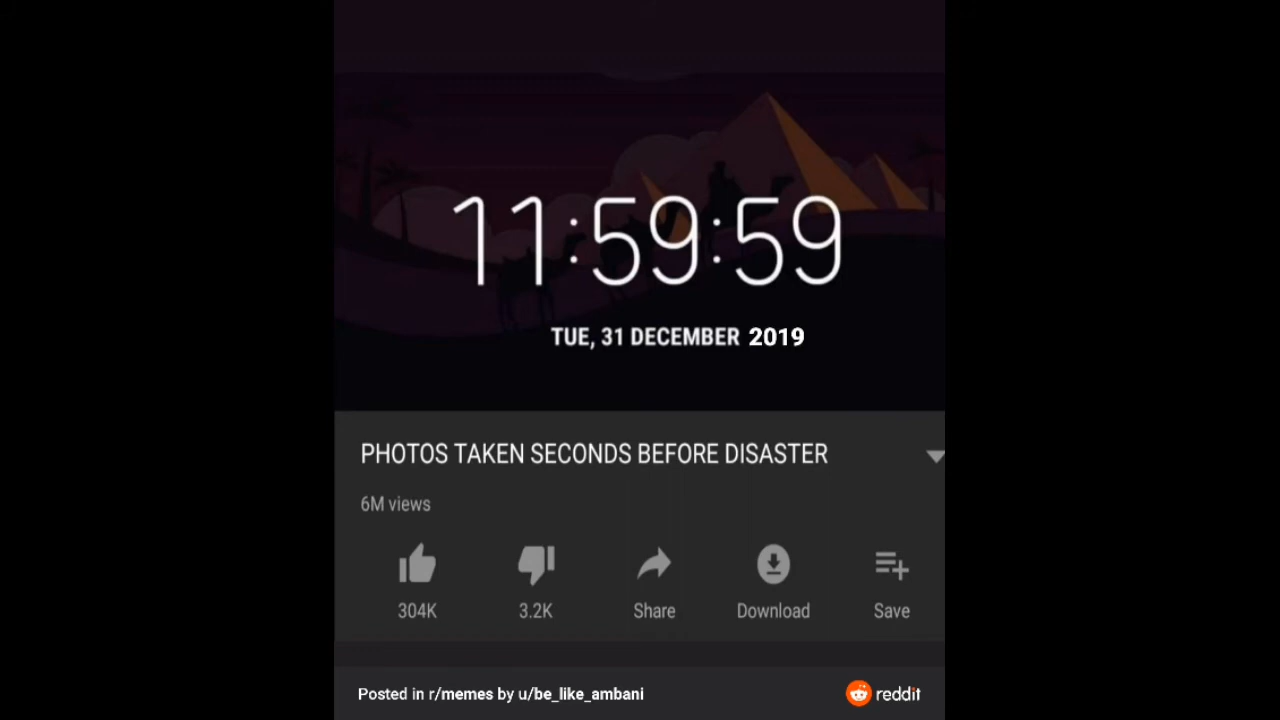 11:59:59
TUE, 31 DECEMBER 2019
PHOTOS TAKEN SECONDS BEFORE DISASTER
6M views
304K 3.2K Share Download Save
Posted in r/memes by u/be_like_ambani reddit